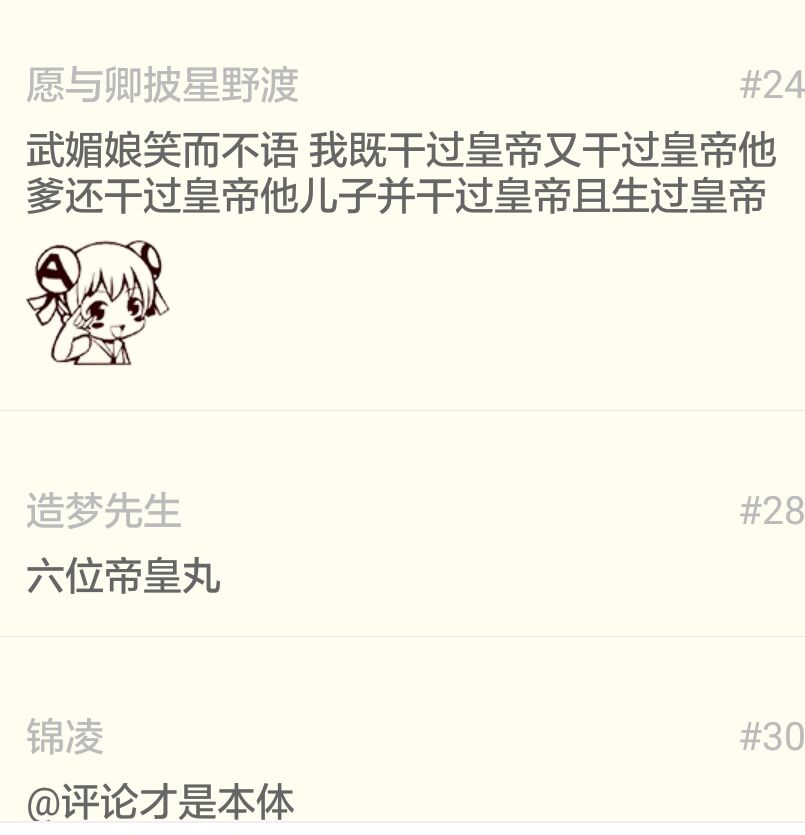 愿与卿披星野渡 #24
武媚娘笑而不语 我既干过皇帝又干过皇帝他
爹还干过皇帝他儿子并干过皇帝且生过皇帝
A
造梦先生 #28
六位帝皇丸
锦凌 #30
@评论才是本体